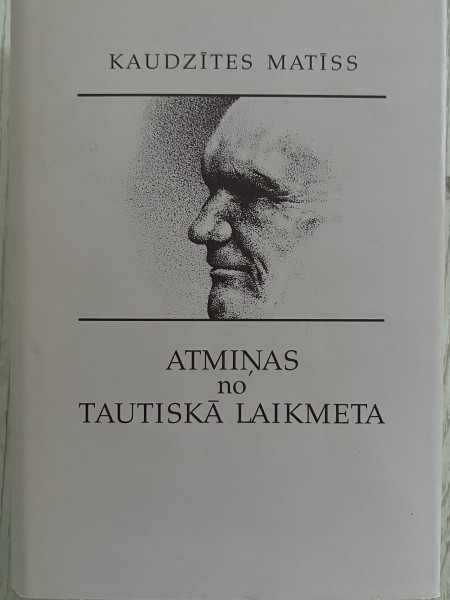 KAUDZĪTES MATĪSS
ATMIŅAS
no
TAUTISKĀ LAIKMETA